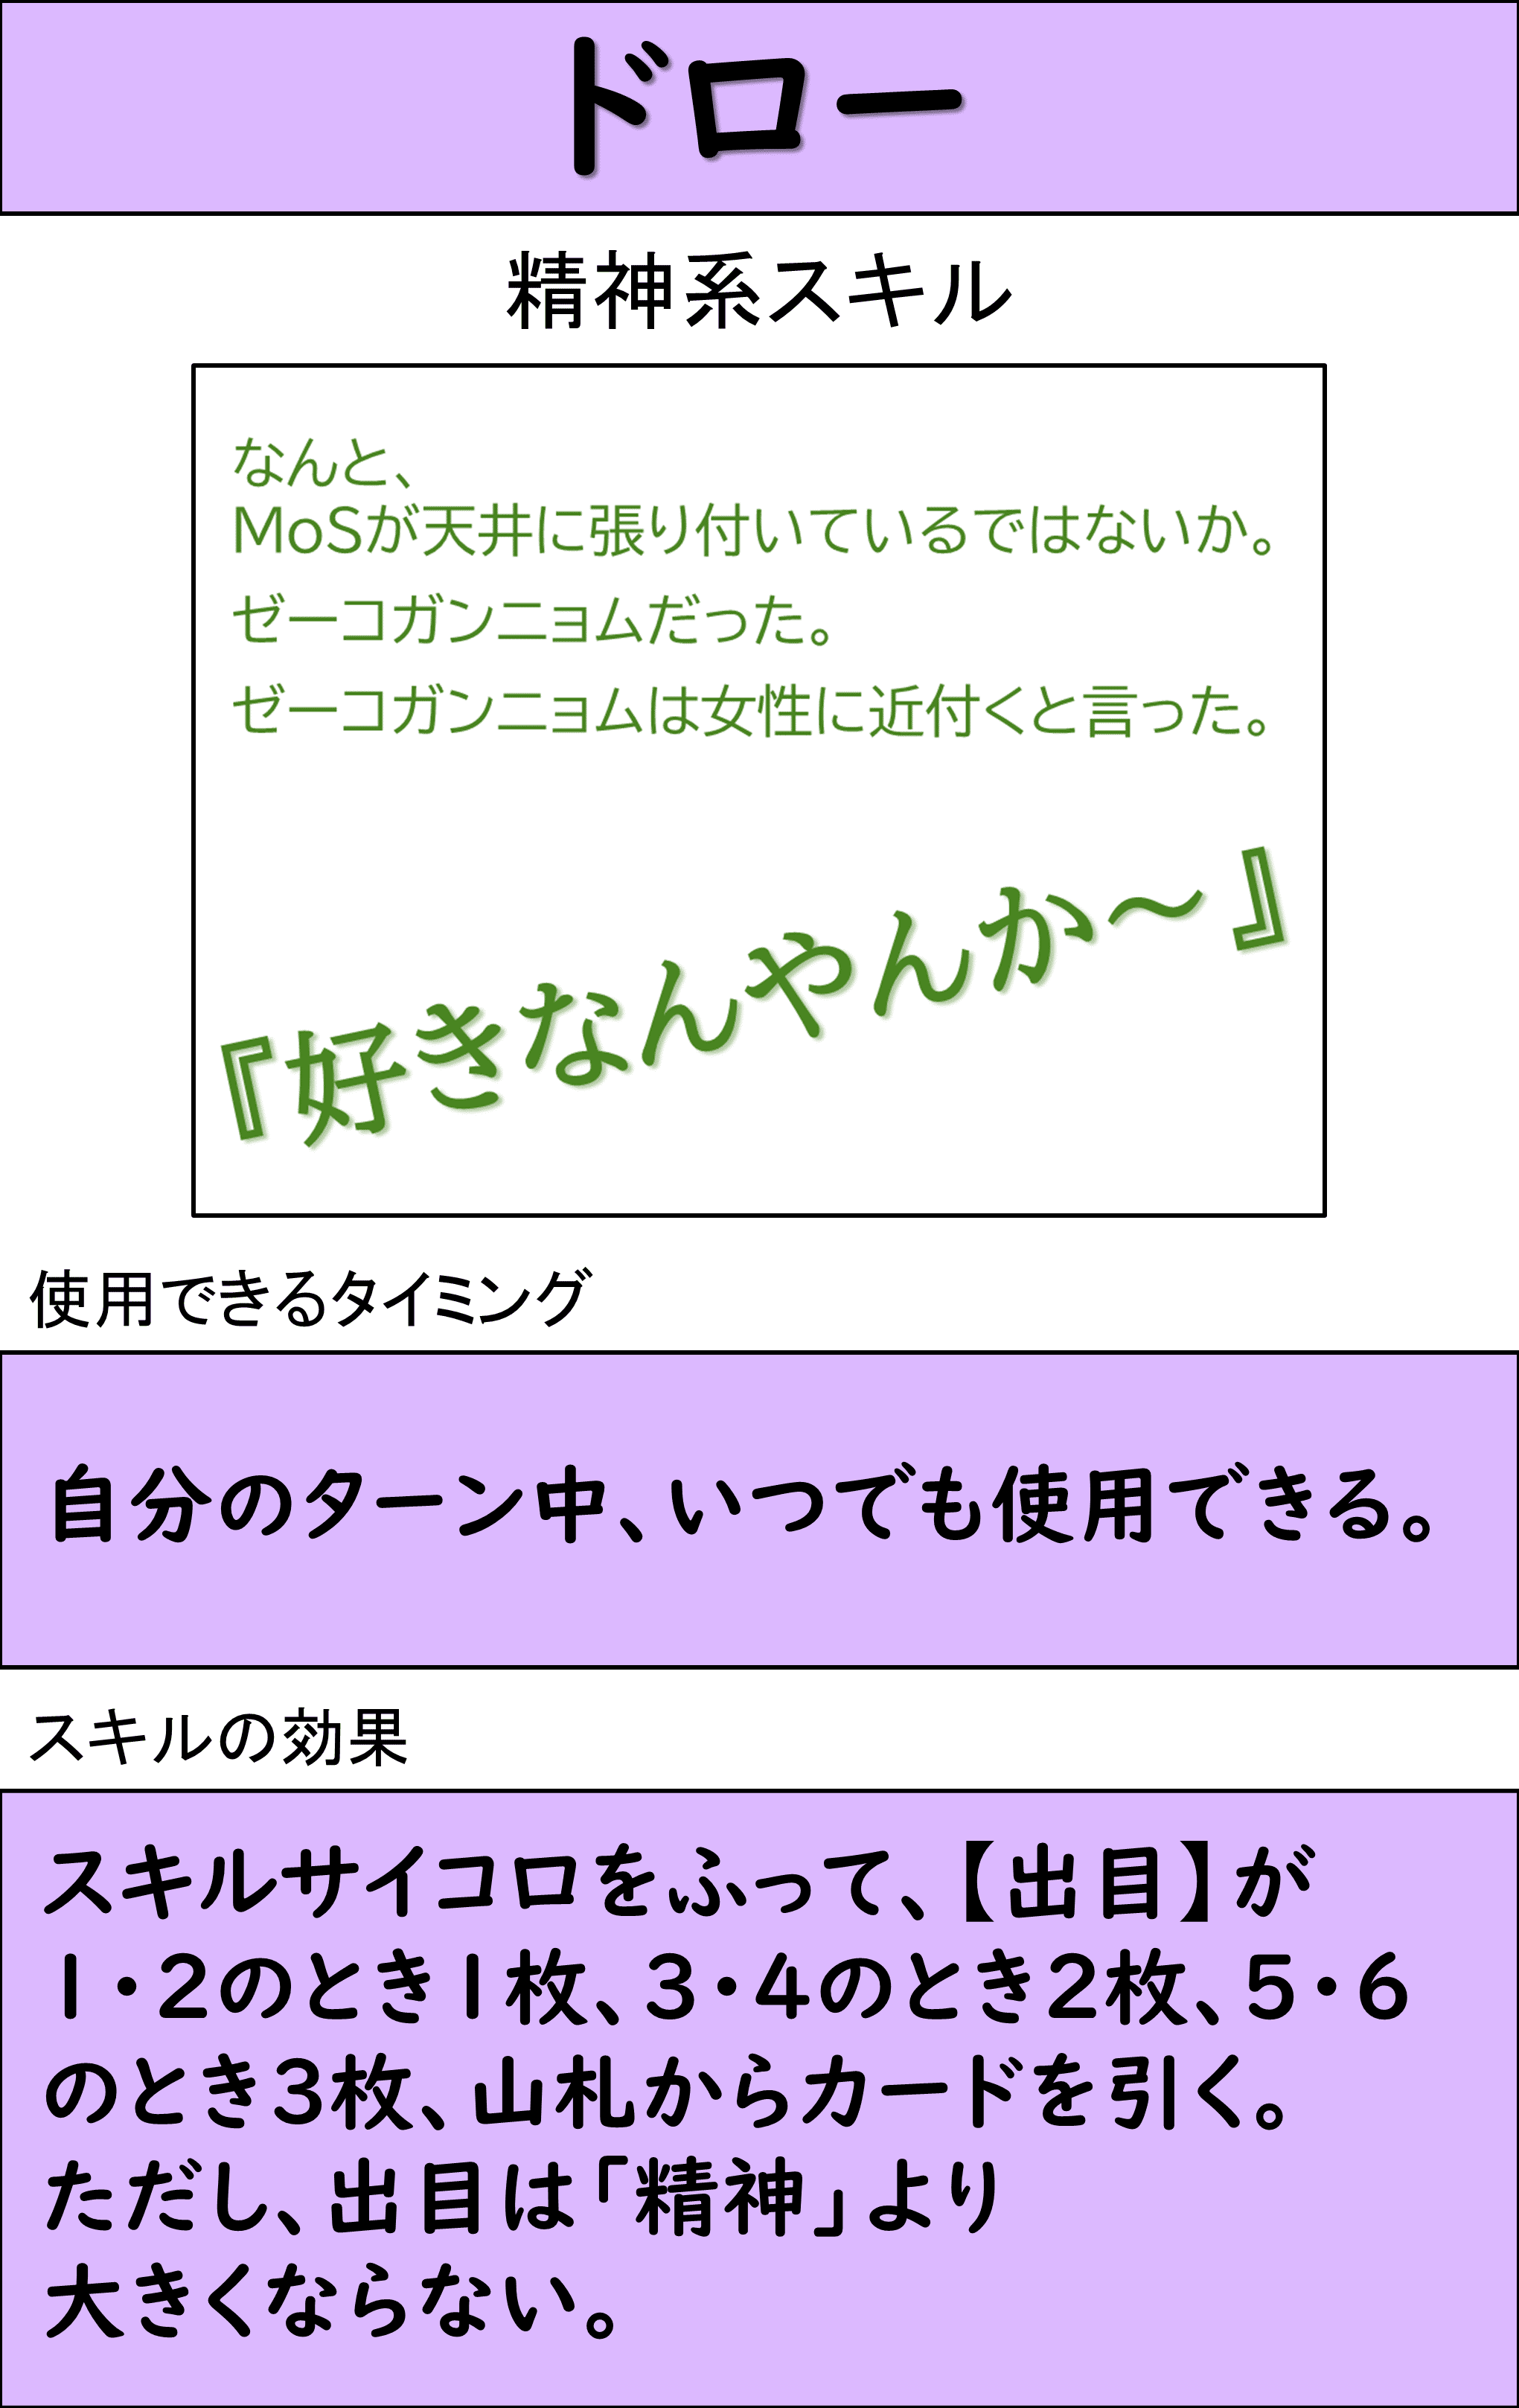 ドロー
精神系スキル
なんと、
MoSが天井に張り付いているではないか。
ゼーコガンニョムだった。
ゼーコガンニョムは女性に近付くと言った。
『好きなんやんか～』
使用できるタイミング
自分のターン中、いつでも使用できる。
スキルの効果
スキルサイコロをふって、【出目】が
1・2のとき1枚、3・4のとき2枚、5・6
のとき3枚、山札からカードを引く。
ただし、出目は「精神」より
大きくならない。